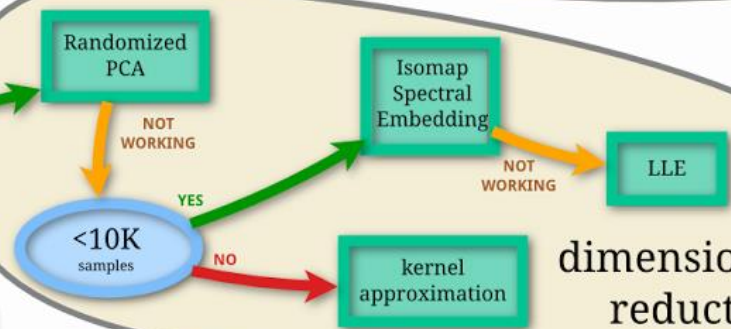 Randomized
PCA
NOT
WORKING
<10K
samples
YES
NO
Isomap
Spectral
Embedding
NOT
WORKING
LLE
kernel
approximation
dimensio
reduct